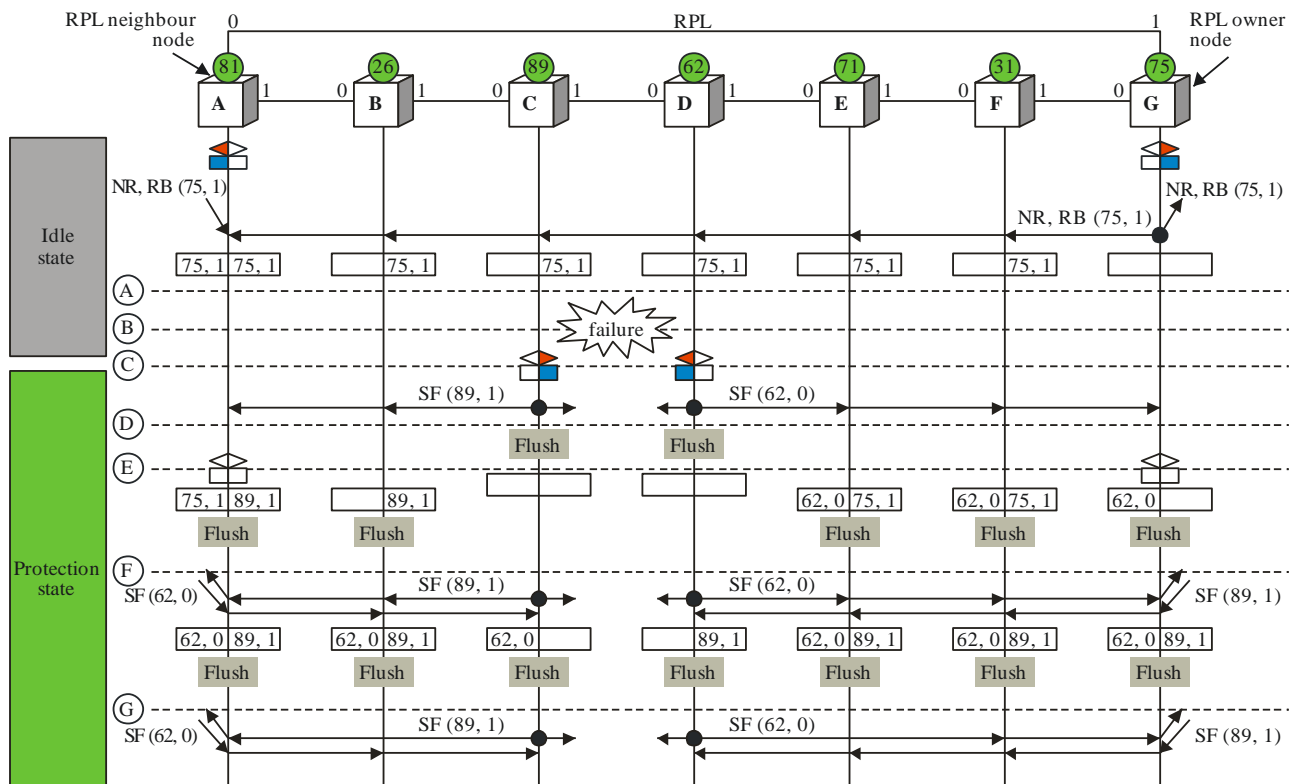 RPL neighbour
node
0
RPL
1
RPL owner
node
81
26
89
62
71
31
75
A 1
0 B 1
0 C 1
0 D 1
0 E 1
0 F 1
0 G
NR, RB (75, 1)
NR, RB (75, 1)
NR, RB (75, 1)
Idle
state
75, 1 75, 1
75, 1
75, 1
75, 1
75, 1
75, 1
A
B
failure
C
SF (89, 1)
SF (62, 0)
D
Flush
Flush
E
75, 1 89, 1
89, 1
62, 0 75, 1
62, 0 75, 1
62, 0
Flush
Flush
Flush
Flush
Flush
Protection
state
F
SF (62, 0)
SF (89, 1)
SF (62, 0)
SF (89, 1)
62, 0 89, 1
62, 0 89, 1
62, 0
89, 1
62, 0 89, 1
62, 0 89, 1
62, 0 89, 1
Flush
Flush
Flush
Flush
Flush
Flush
Flush
G
SF (62, 0)
SF (89, 1)
SF (62, 0)
SF (89, 1)